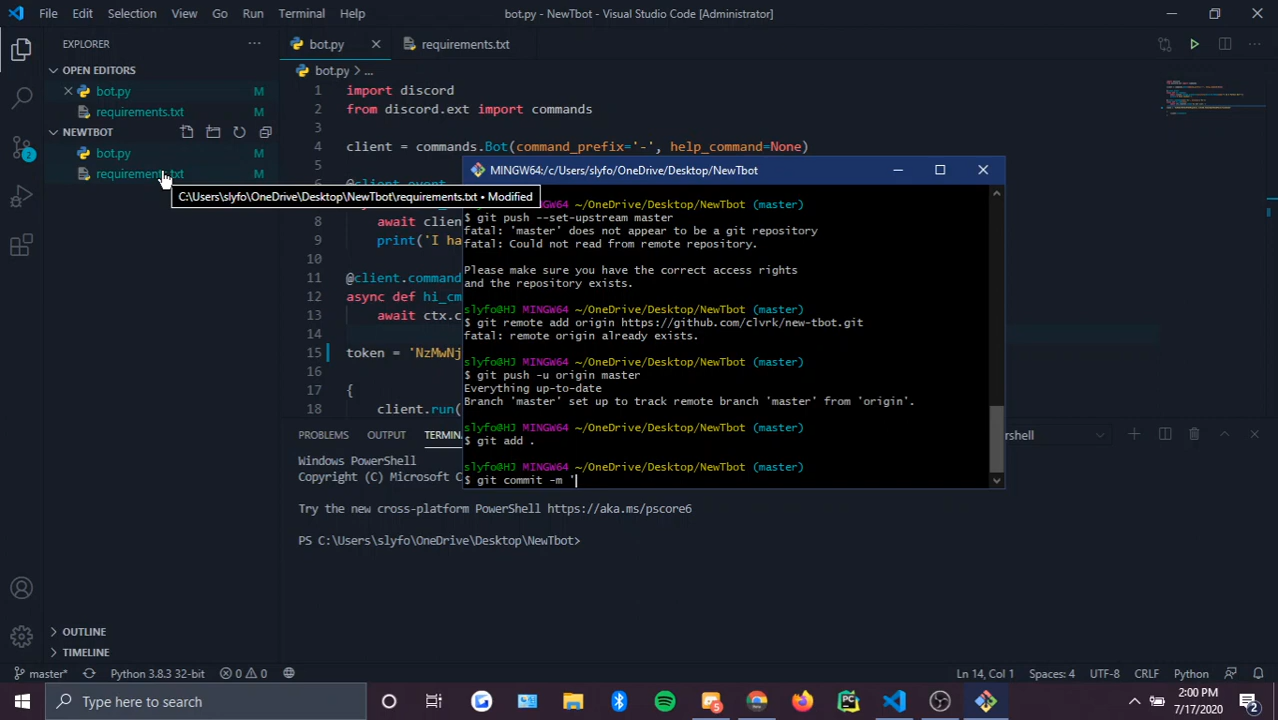 File Edit Selection View Go Run Terminal Help bot.py - NewTbot - Visual Studio Code [Administrator]
EXPLORER
OPEN EDITORS
bot.py M
requirements.txt M
NEWTBOT
bot.py M
requirements.txt M
C:\Users\slyfo\OneDrive\Desktop\NewTbot\requirements.txt • Modified
OUTLINE
TIMELINE
2
bot.py requirements.txt
bot.py > ...
1 import discord
2 from discord.ext import commands
3
4 client = commands.Bot(command_prefix='-', help_command=None)
5
@client.event
8 await clien
9 print('I ha
10
11 @client.command
12 async def hi_cm
13 await ctx.c
14
15 token = 'NzMwNj
16
17 {
18 client.run(
MINGW64:/c/Users/slyfo/OneDrive/Desktop/NewTbot
MINGW64 ~/OneDrive/Desktop/NewTbot (master)
$ git push --set-upstream master
fatal: 'master' does not appear to be a git repository
fatal: Could not read from remote repository.
Please make sure you have the correct access rights
and the repository exists.
slyfo@HJ MINGW64 ~/OneDrive/Desktop/NewTbot (master)
$ git remote add origin https://github.com/clvrk/new-tbot.git
fatal: remote origin already exists.
slyfo@HJ MINGW64 ~/OneDrive/Desktop/NewTbot (master)
$ git push -u origin master
Everything up-to-date
Branch 'master' set up to track remote branch 'master' from 'origin'.
slyfo@HJ MINGW64 ~/OneDrive/Desktop/NewTbot (master)
$ git add .
slyfo@HJ MINGW64 ~/OneDrive/Desktop/NewTbot (master)
$ git commit -m '
PROBLEMS OUTPUT TERMIN shell
Windows PowerShell
Copyright (C) Microsoft C
Try the new cross-platform PowerShell https://aka.ms/pscore6
PS C:\Users\slyfo\OneDrive\Desktop\NewTbot>
master* Python 3.8.3 32-bit 0 0 Ln 14, Col 1 Spaces: 4 UTF-8 CRLF Python
Type here to search 5 2:00 PM
7/17/2020 2